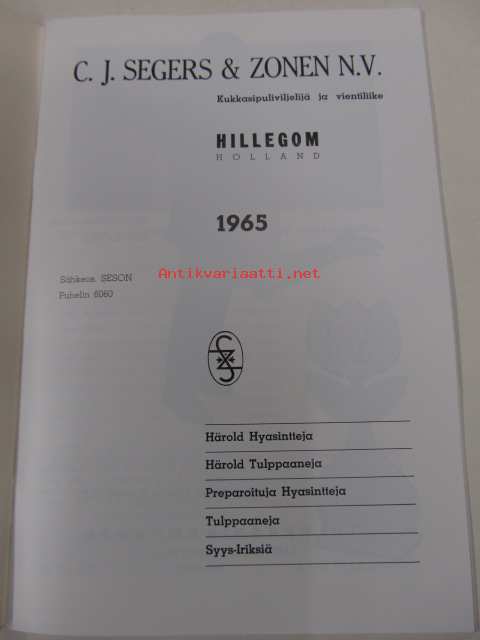 C. J. SEGERS & ZONEN N.V.
Kukkasipuliviljelijä ja vientiliike
HILLEGOM
HOLLAND
1965
Antikvariaatti.net
Sähkeos. SESON
Puhelin 6060
Härold Hyasintteja
Härold Tulppaaneja
Preparoituja Hyasintteja
Tulppaaneja
Syys-Iriksiä